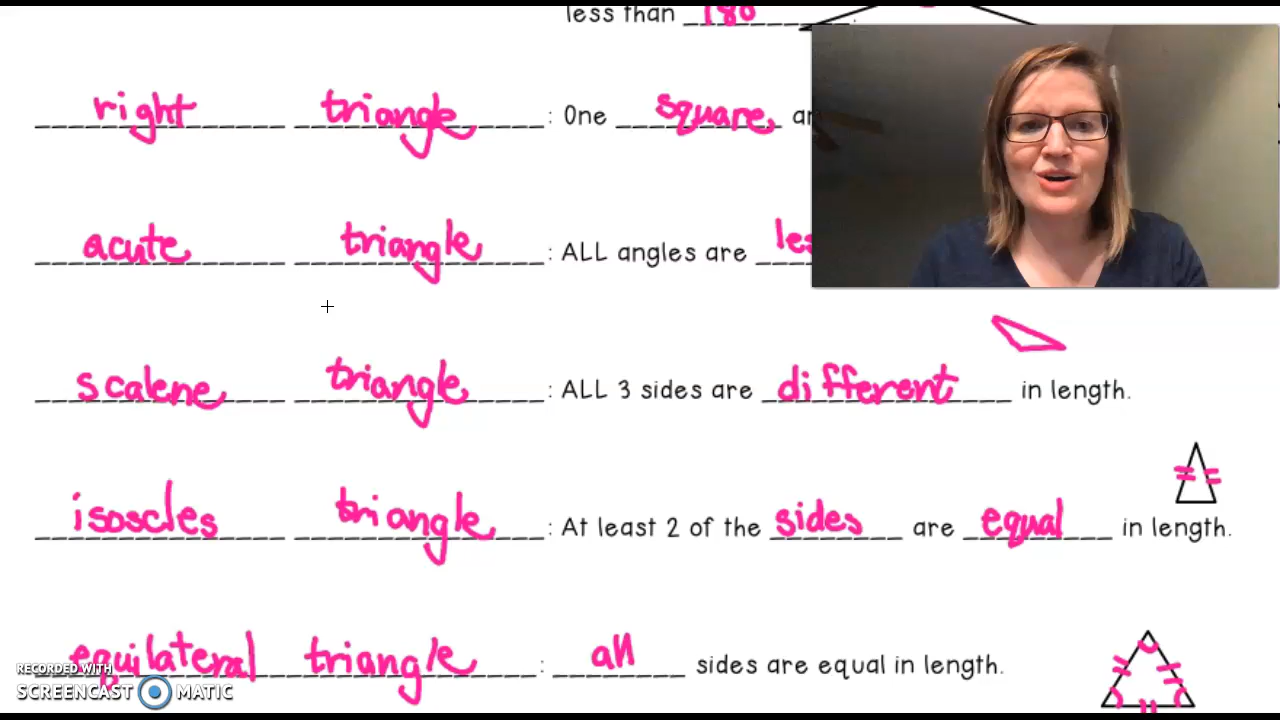 less than 180
right triangle : One square
acute triangle : ALL angles are
scalene triangle : ALL 3 sides are different in length.
isoscles triangle : At least 2 of the sides are equal in length.
equilateral triangle : all sides are equal in length.
RECORDED WITH
SCREENCAST MATIC